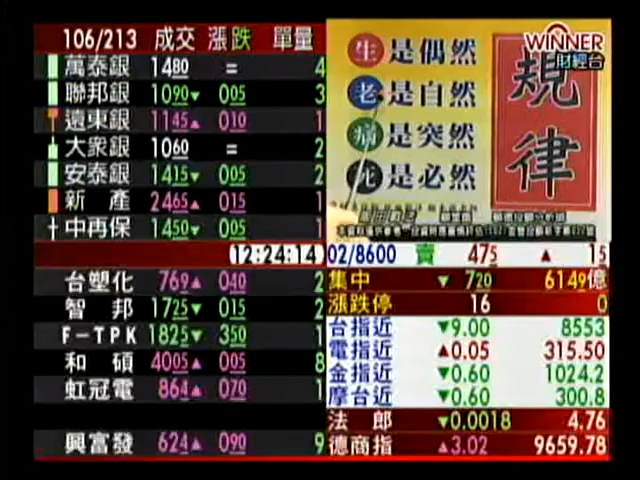 106/213 成交 漲跌 單量
萬泰銀 1480 = 4
聯邦銀 1090▼ 005 3
遠東銀 1145▲ 010 1
大眾銀 1060 = 2
安泰銀 1415▼ 005 2
新產 2465▲ 015 1
中再保 1450▼ 005 1
12:24:14
台塑化 769▲ 040 2
智邦 1725▼ 015 2
F-TPK 1825▼ 350 1
和碩 4005▲ 005 8
虹冠電 864▲ 070 1
興富發 624▲ 090 9
WINNER
財經台
生是偶然
老是自然
病是突然
死是必然
規律
02/8600 賣 475 ▲ 15
集中 ▼ 720 6149億
漲跌停 16 0
台指近 ▼9.00 8553
電指近 ▲0.05 315.50
金指近 ▼0.60 1024.2
摩台近 ▼0.60 300.8
法郎 ▼0.0018 4.76
德商指 ▲3.02 9659.78